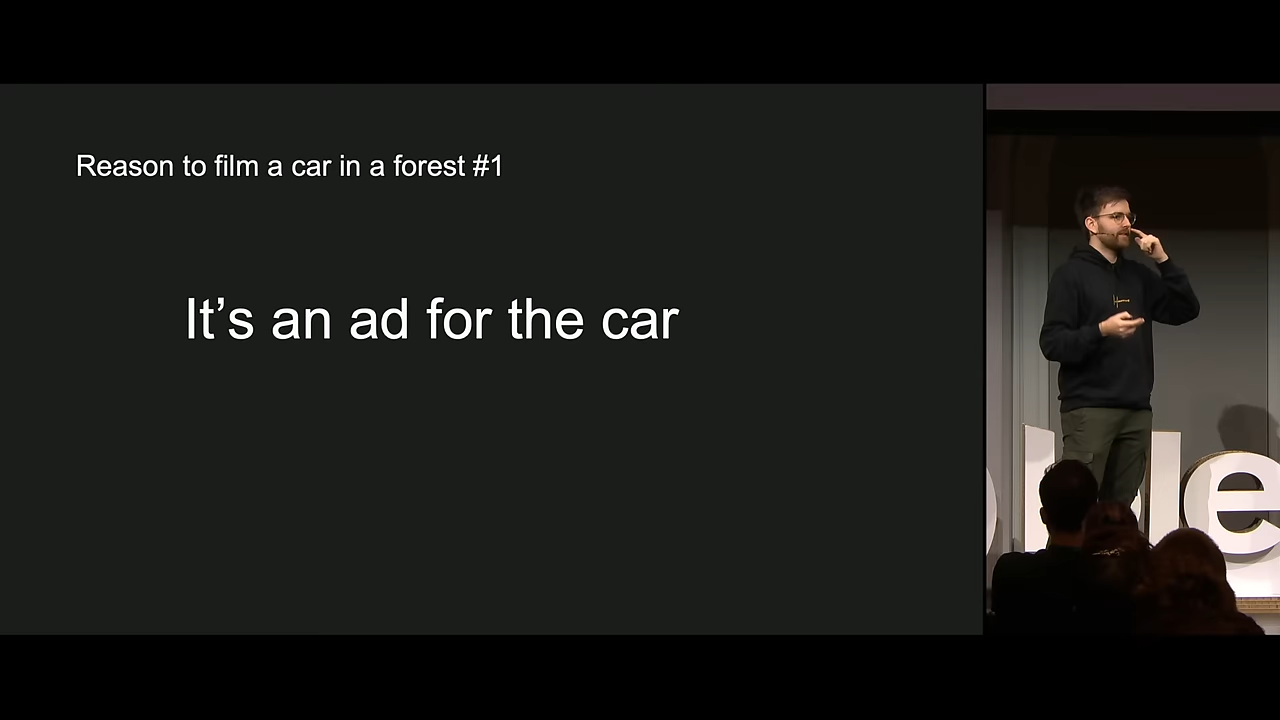 Reason to film a car in a forest #1
It's an ad for the car